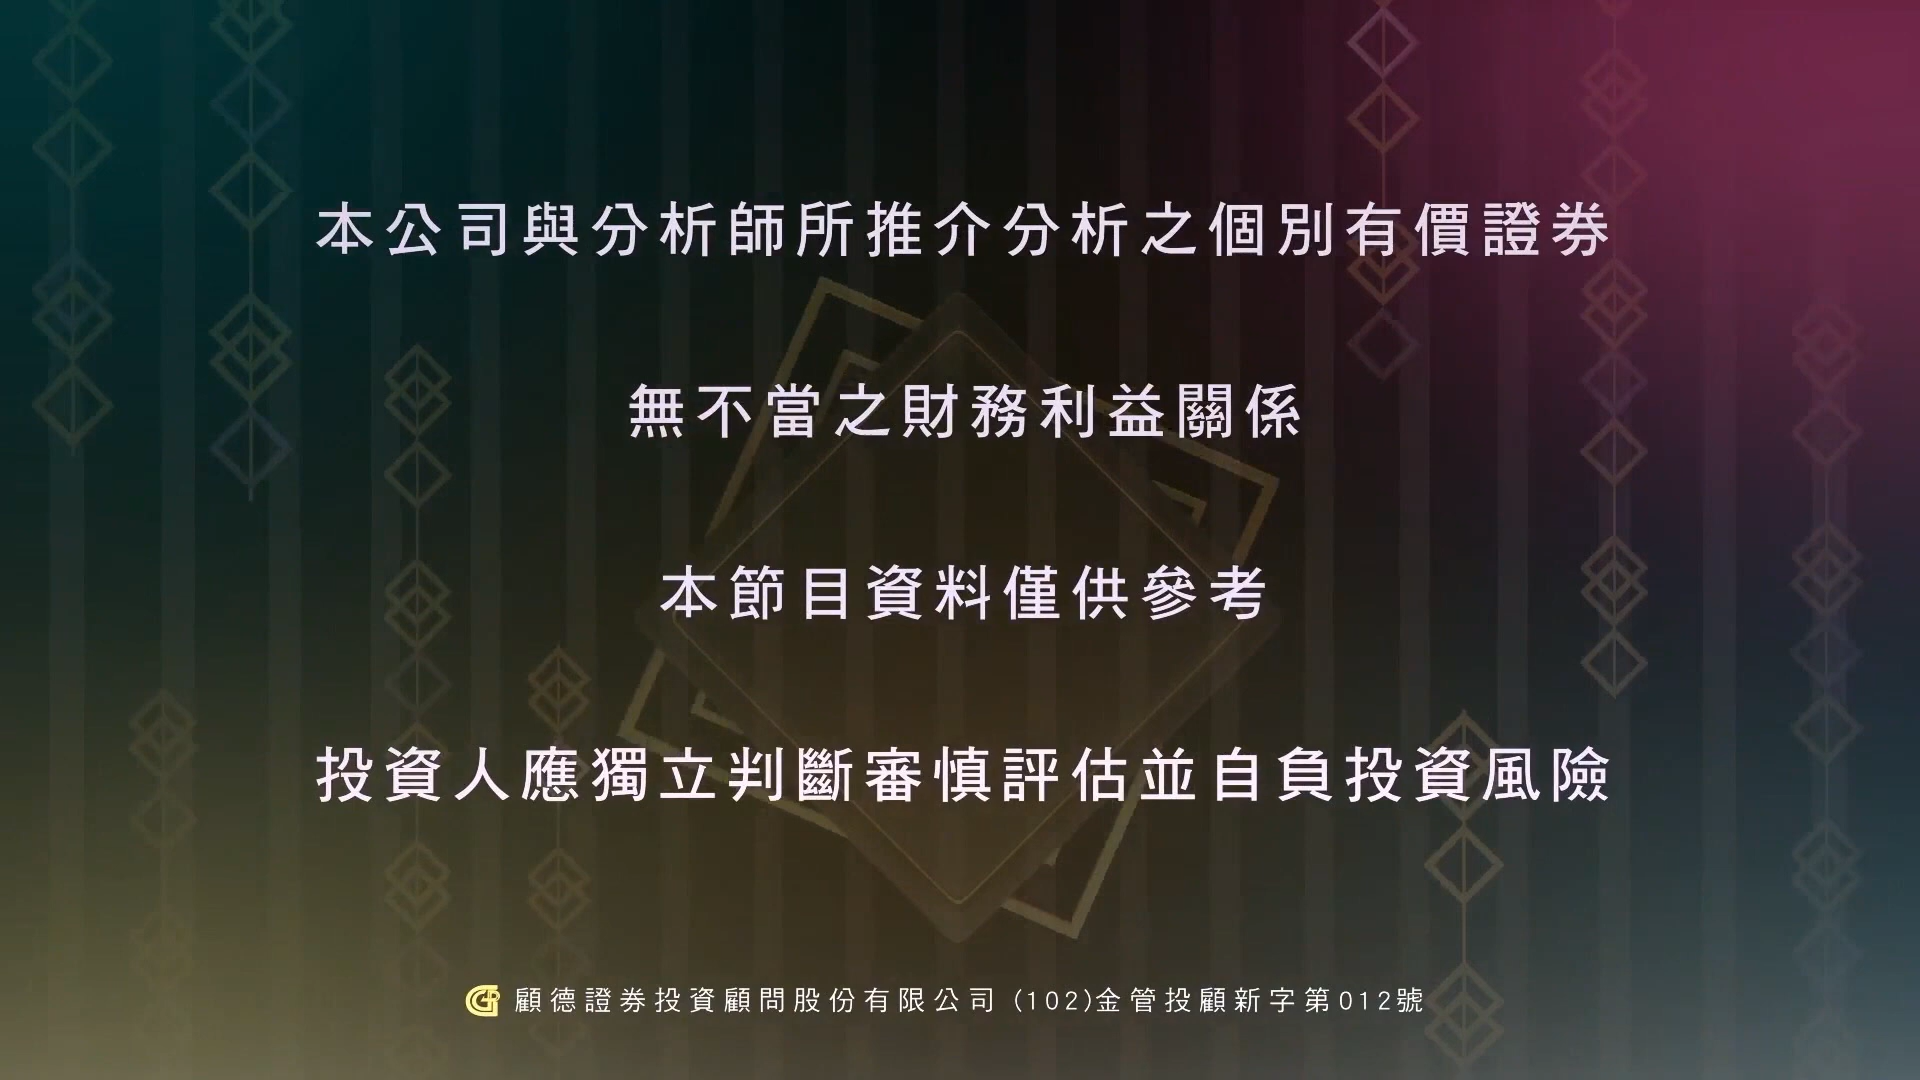 本公司與分析師所推介分析之個別有價證券
無不當之財務利益關係
本節目資料僅供參考
投資人應獨立判斷審慎評估並自負投資風險
顧德證券投資顧問股份有限公司 (102)金管投顧新字第012號